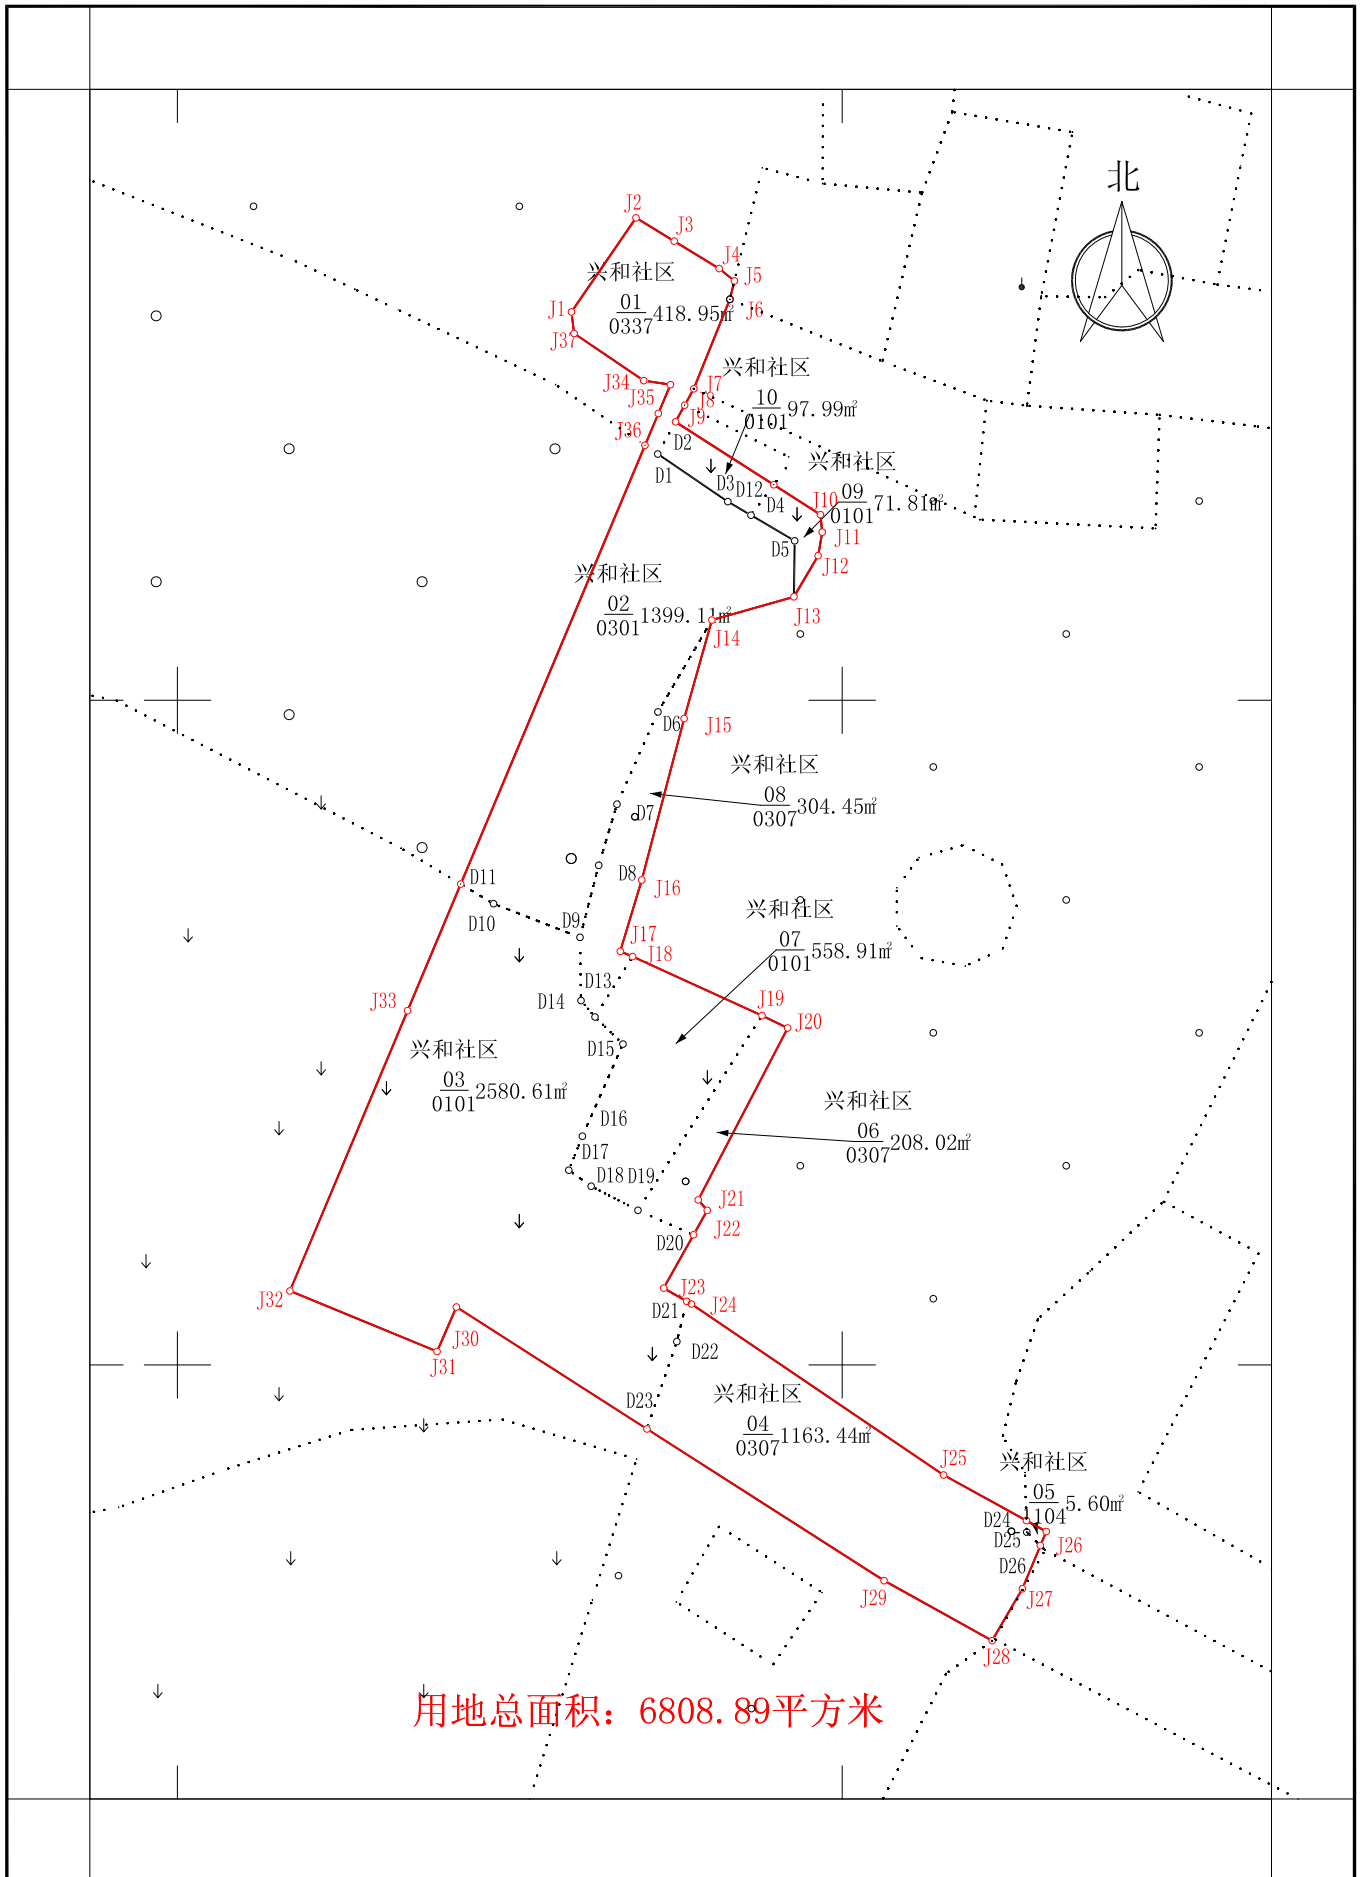 北
J2
J3
J4
J5
兴和社区
01
0337 418.95㎡
J1
J6
J37
J34
J35
J36
J7
J8
J9
兴和社区
10
0101 97.99㎡
D2
D1
D3
D12
D4
D5
兴和社区
09
0101 71.81㎡
J10
J11
J12
J13
兴和社区
02
0301 1399.11㎡
J14
D6
J15
兴和社区
08
0307 304.45㎡
D7
D8
J16
D11
D10
D9
J17
J18
兴和社区
07
0101 558.91㎡
D13
D14
D15
J19
J20
J33
兴和社区
03
0101 2580.61㎡
兴和社区
06
0307 208.02㎡
D16
D17
D18
D19
J21
J22
D20
J32
J23
D21
J24
J30
D22
J31
D23
兴和社区
04
0307 1163.44㎡
J25
兴和社区
05
1104 5.60㎡
D24
D25
J26
D26
J27
J29
J28
用地总面积：6808.89平方米